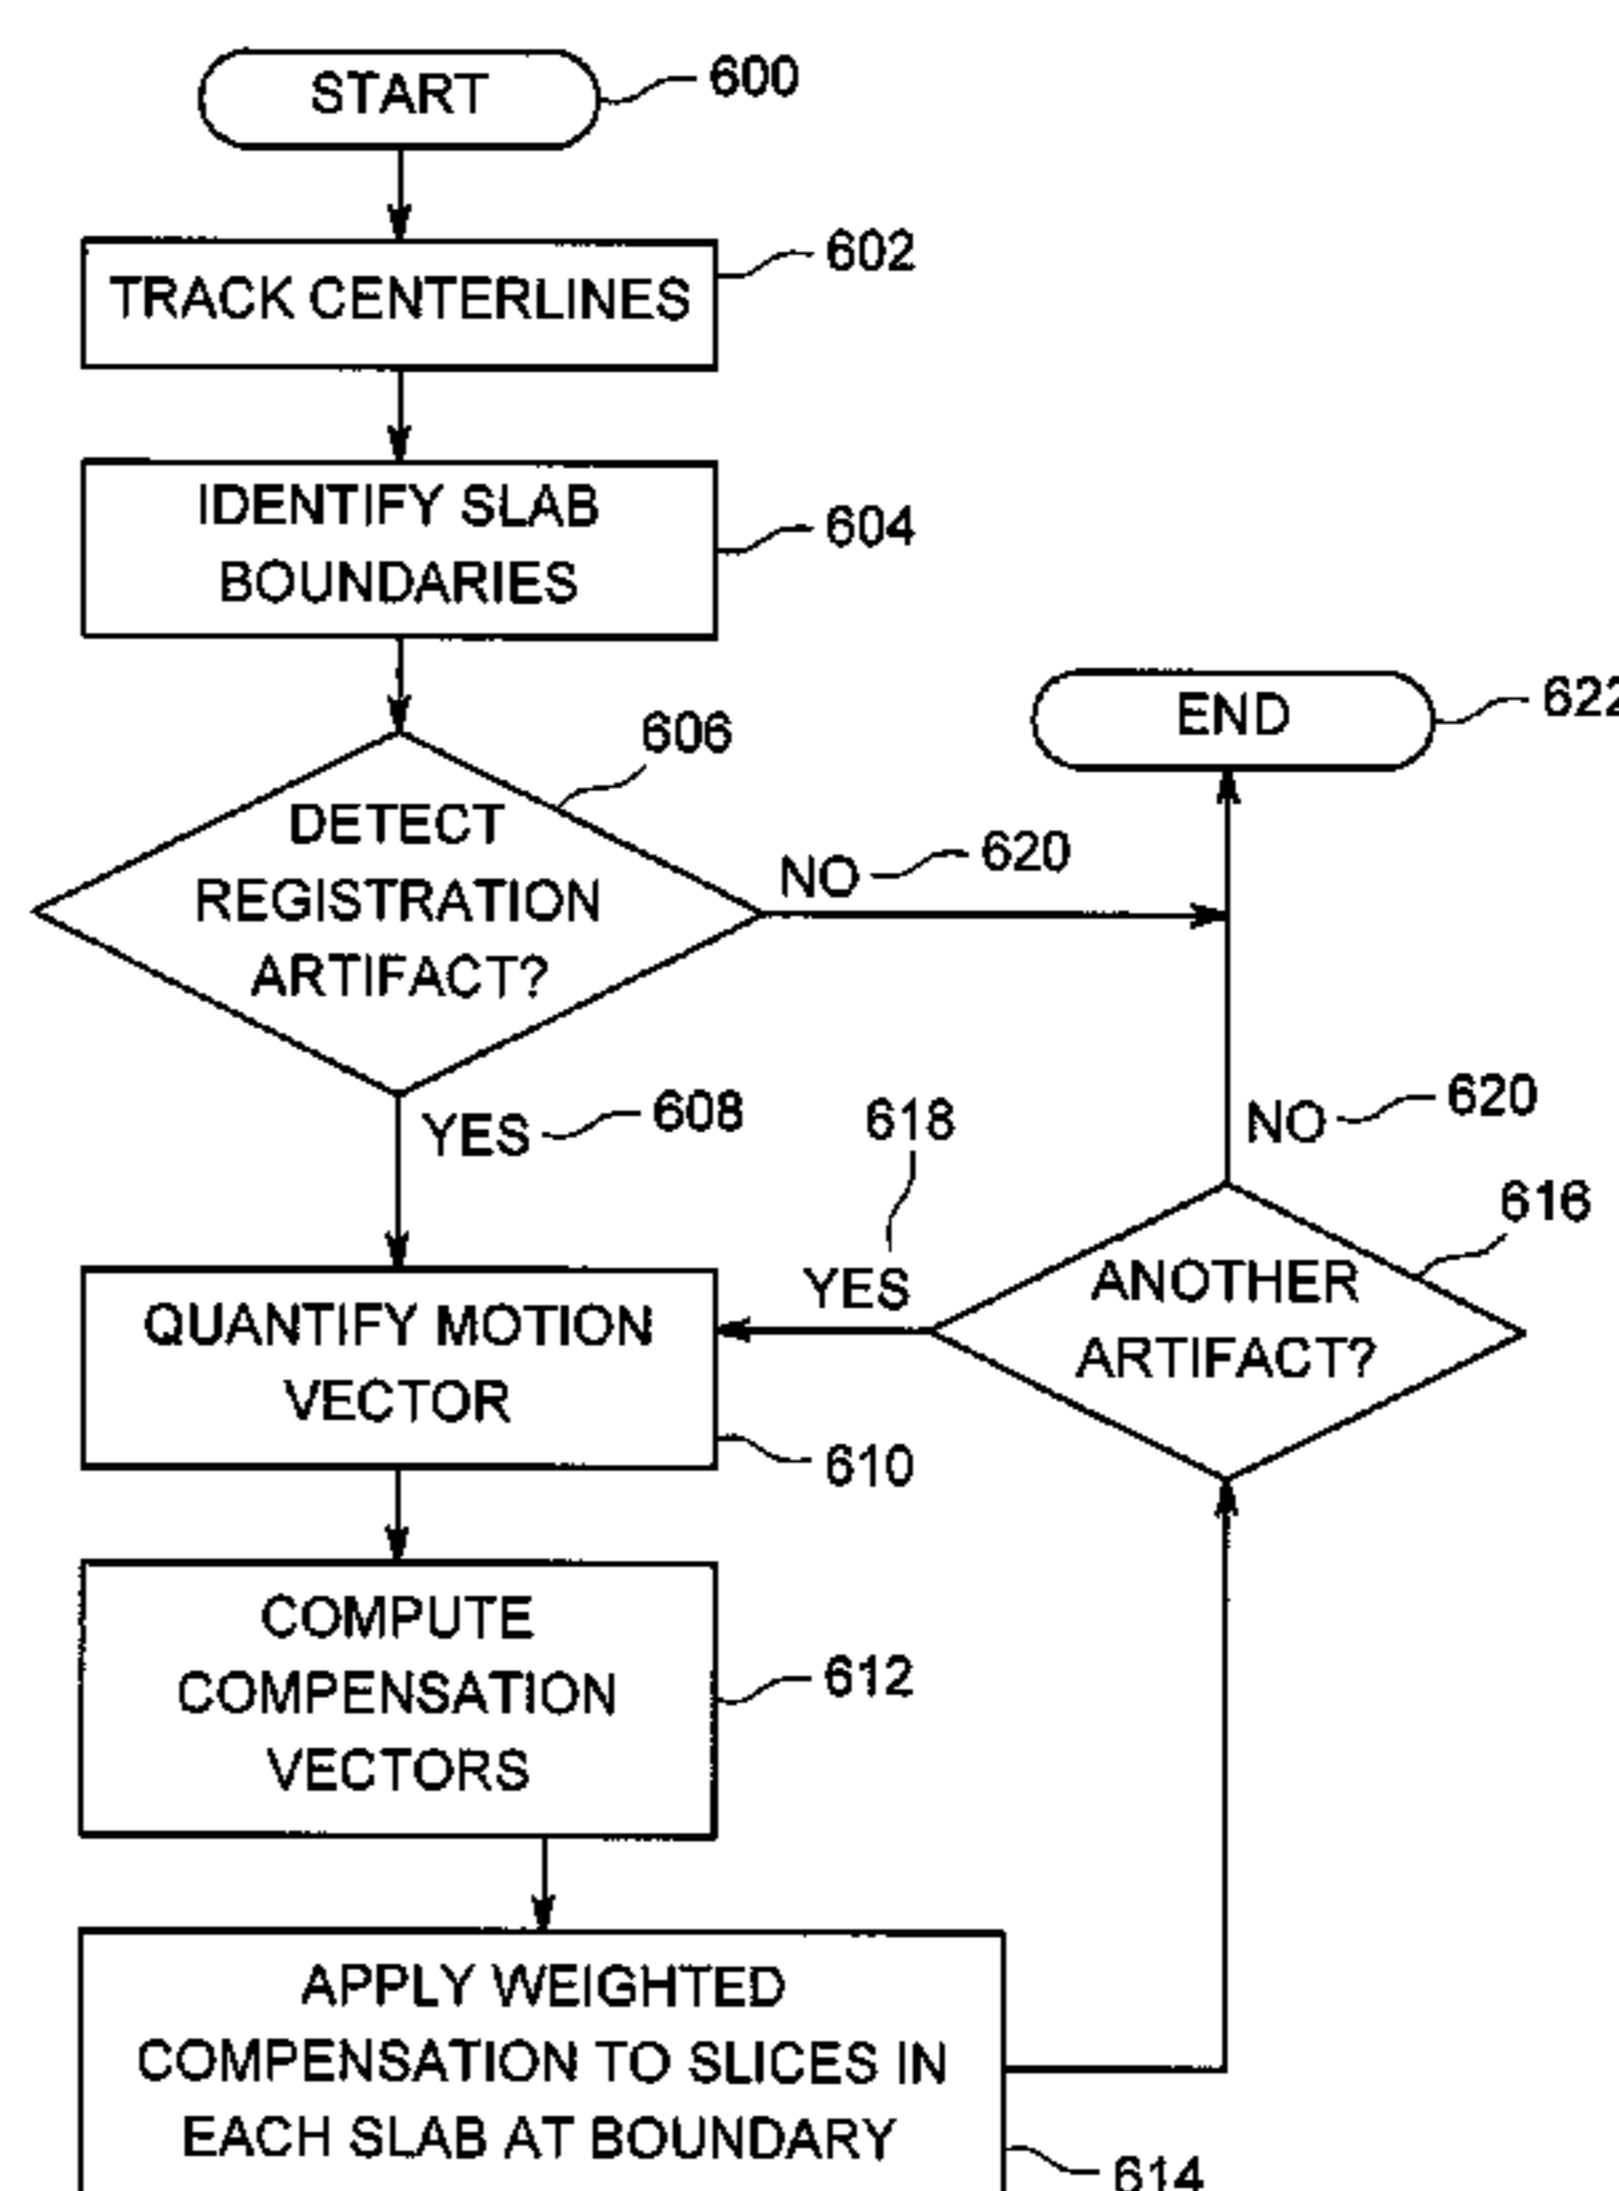 START
600
TRACK CENTERLINES
602
IDENTIFY SLAB
BOUNDARIES
604
END
622
DETECT
REGISTRATION
ARTIFACT?
606
NO
620
YES
608
618
YES
NO
620
616
ANOTHER
ARTIFACT?
QUANTIFY MOTION
VECTOR
610
COMPUTE
COMPENSATION
VECTORS
612
APPLY WEIGHTED
COMPENSATION TO SLICES IN
EACH SLAB AT BOUNDARY
614